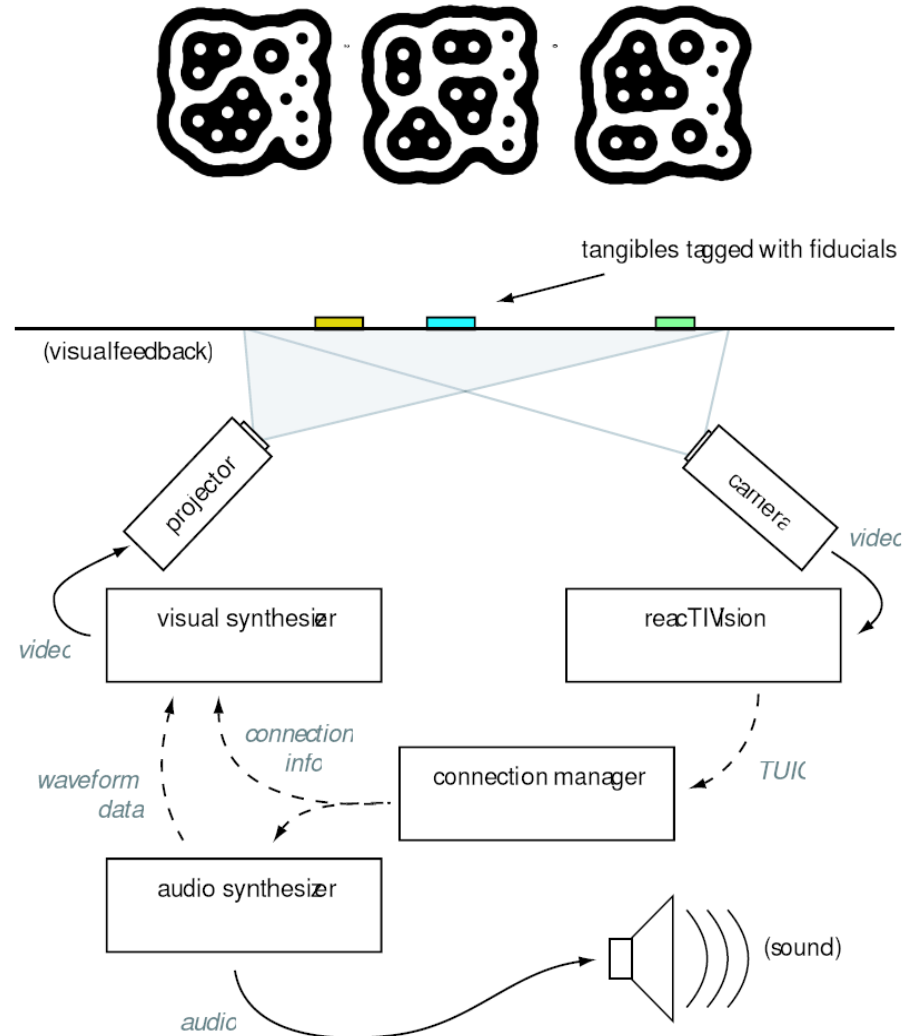 tangibles tagged with fiducials
(visualfeedback)
projector
camera
video
visual synthesizer
reacTIVision
video
connection
info
connection manager
TUIO
waveform
data
audio synthesizer
(sound)
audio